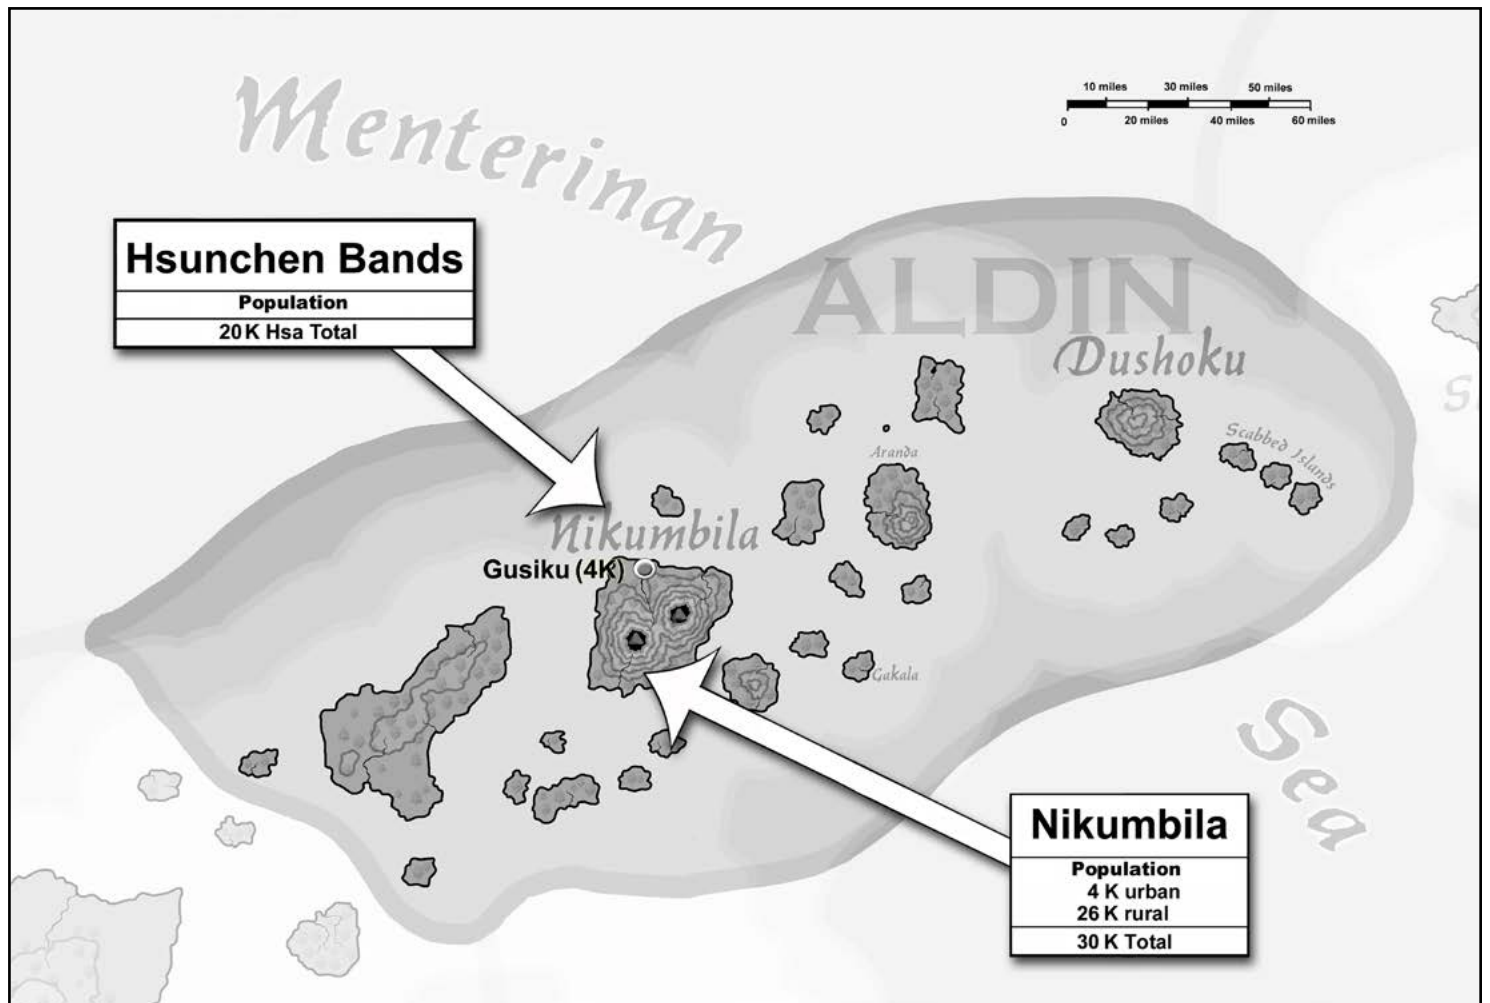 Menterinan
10 miles 30 miles 50 miles
0 20 miles 40 miles 60 miles
Hsunchen Bands
Population
20 K Hsa Total
ALDIN
Dushoku
Scabbed Islands
Aranda
Nikumbila
Gusiku (4K)
Gakala
Sea
Nikumbila
Population
4 K urban
26 K rural
30 K Total